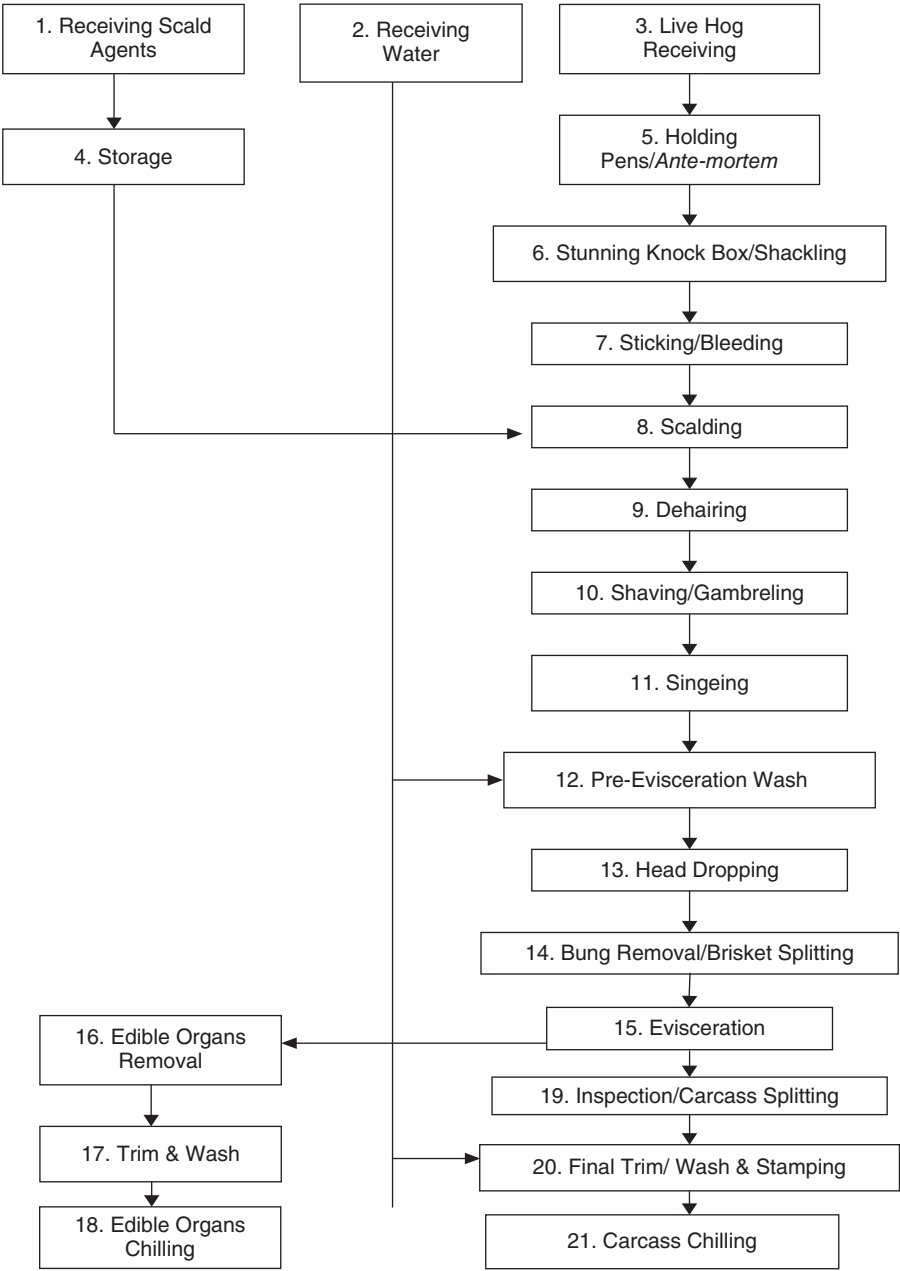 1. Receiving Scald
Agents
2. Receiving
Water
3. Live Hog
Receiving
4. Storage
5. Holding
Pens/Ante-mortem
6. Stunning Knock Box/Shackling
7. Sticking/Bleeding
8. Scalding
9. Dehairing
10. Shaving/Gambreling
11. Singeing
12. Pre-Evisceration Wash
13. Head Dropping
14. Bung Removal/Brisket Splitting
15. Evisceration
16. Edible Organs
Removal
17. Trim & Wash
18. Edible Organs
Chilling
19. Inspection/Carcass Splitting
20. Final Trim/ Wash & Stamping
21. Carcass Chilling